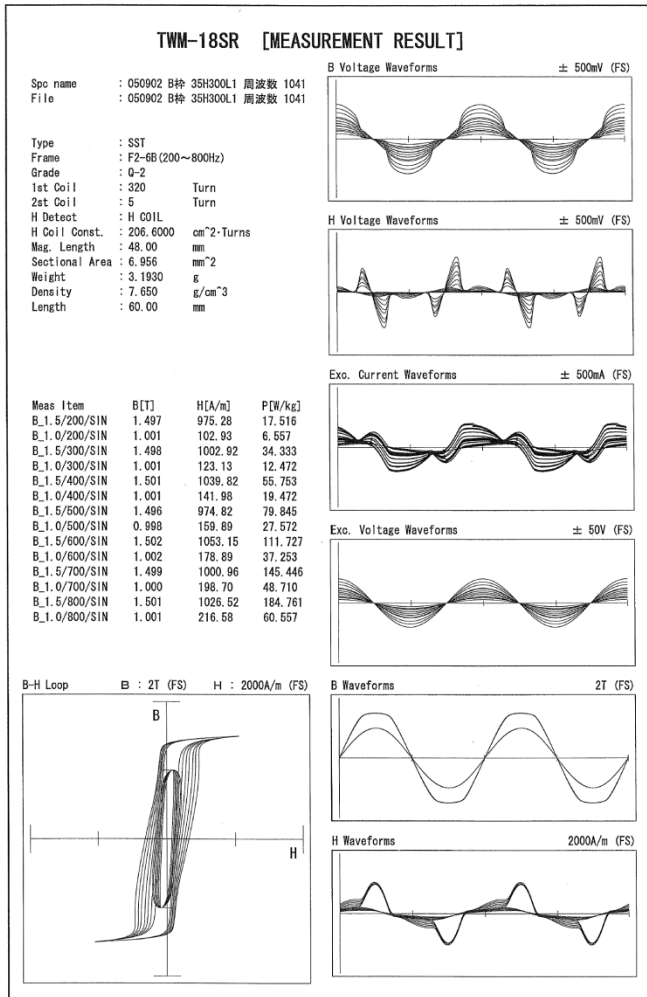 TWM-18SR [MEASUREMENT RESULT]
Spc name : 050902 B枠 35H300L1 周波数 1041
File : 050902 B枠 35H300L1 周波数 1041
Type : SST
Frame : F2-6B(200～800Hz)
Grade : Q-2
1st Coil : 320 Turn
2st Coil : 5 Turn
H Detect : H COIL
H Coil Const. : 206.6000 cm^2·Turns
Mag. Length : 48.00 mm
Sectional Area : 6.956 mm^2
Weight : 3.1930 g
Density : 7.650 g/cm^3
Length : 60.00 mm
Meas Item B[T] H[A/m] P[W/kg]
B_1.5/200/SIN 1.497 975.28 17.516
B_1.0/200/SIN 1.001 102.93 6.557
B_1.5/300/SIN 1.498 1002.92 34.333
B_1.0/300/SIN 1.001 123.13 12.472
B_1.5/400/SIN 1.501 1039.82 55.753
B_1.0/400/SIN 1.001 141.98 19.472
B_1.5/500/SIN 1.496 974.82 79.845
B_1.0/500/SIN 0.998 159.89 27.572
B_1.5/600/SIN 1.502 1053.15 111.727
B_1.0/600/SIN 1.002 178.89 37.253
B_1.5/700/SIN 1.499 1000.96 145.446
B_1.0/700/SIN 1.000 198.70 48.710
B_1.5/800/SIN 1.501 1026.52 184.761
B_1.0/800/SIN 1.001 216.58 60.557
B-H Loop B : 2T (FS) H : 2000A/m (FS)
B
H
B Voltage Waveforms ± 500mV (FS)
H Voltage Waveforms ± 500mV (FS)
Exc. Current Waveforms ± 500mA (FS)
Exc. Voltage Waveforms ± 50V (FS)
B Waveforms 2T (FS)
H Waveforms 2000A/m (FS)